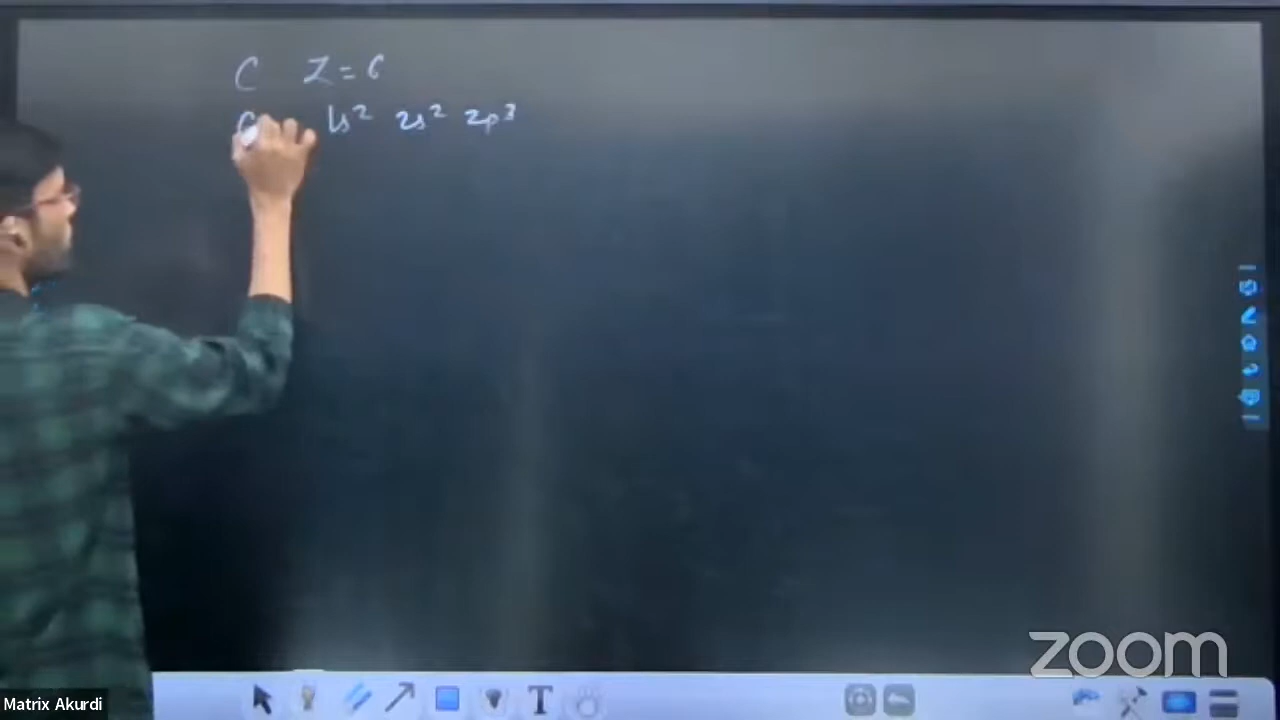 C Z = 6
1s² 2s² 2p³
zoom
Matrix Akurdi
T